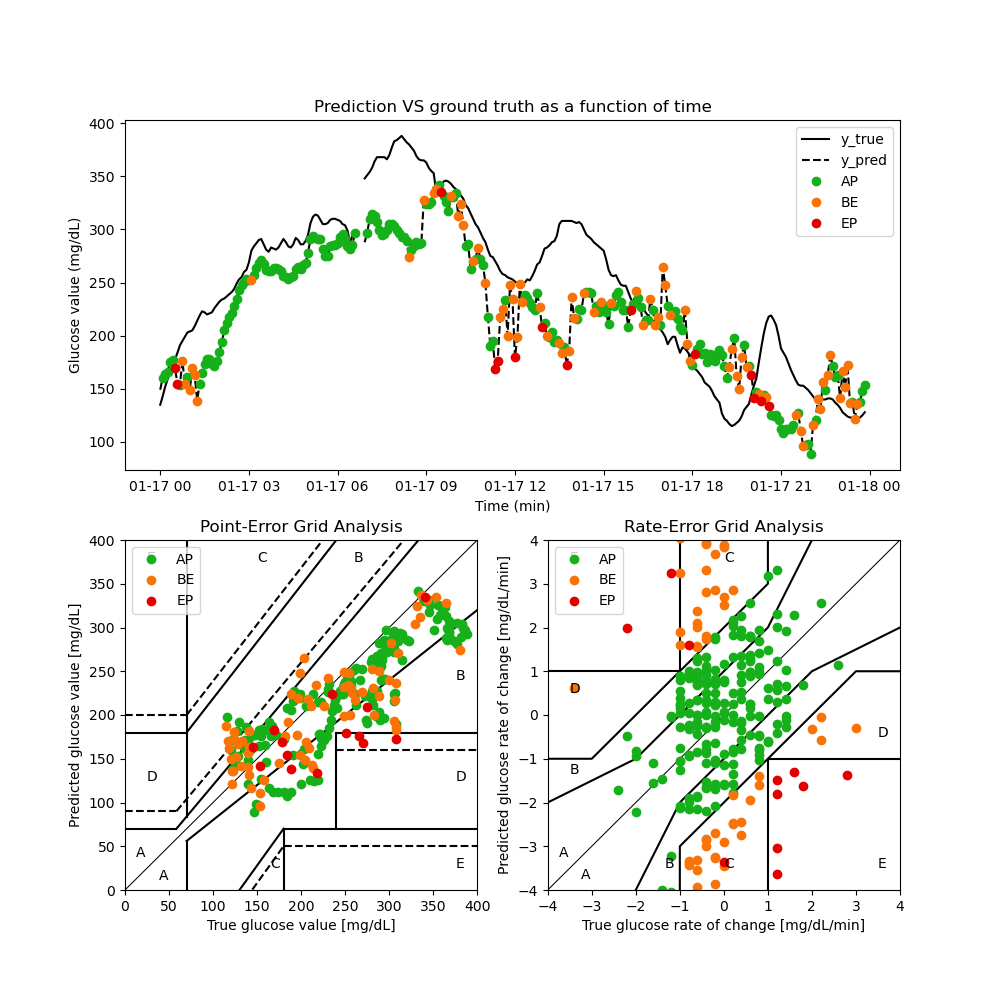 Prediction VS ground truth as a function of time
Glucose value (mg/dL)
400
350
300
250
200
150
100
y_true
y_pred
AP
BE
EP
01-17 00 01-17 03 01-17 06 01-17 09 01-17 12 01-17 15 01-17 18 01-17 21 01-18 00
Time (min)
Point-Error Grid Analysis
Predicted glucose value [mg/dL]
400
350
300
250
200
150
100
50
0
AP
BE
EP
C B
B
D D
A
A C E
0 50 100 150 200 250 300 350 400
True glucose value [mg/dL]
Rate-Error Grid Analysis
Predicted glucose rate of change [mg/dL/min]
4
3
2
1
0
−1
−2
−3
−4
AP
BE
EP
C
D
D
B
A
A B C E
−4 −3 −2 −1 0 1 2 3 4
True glucose rate of change [mg/dL/min]